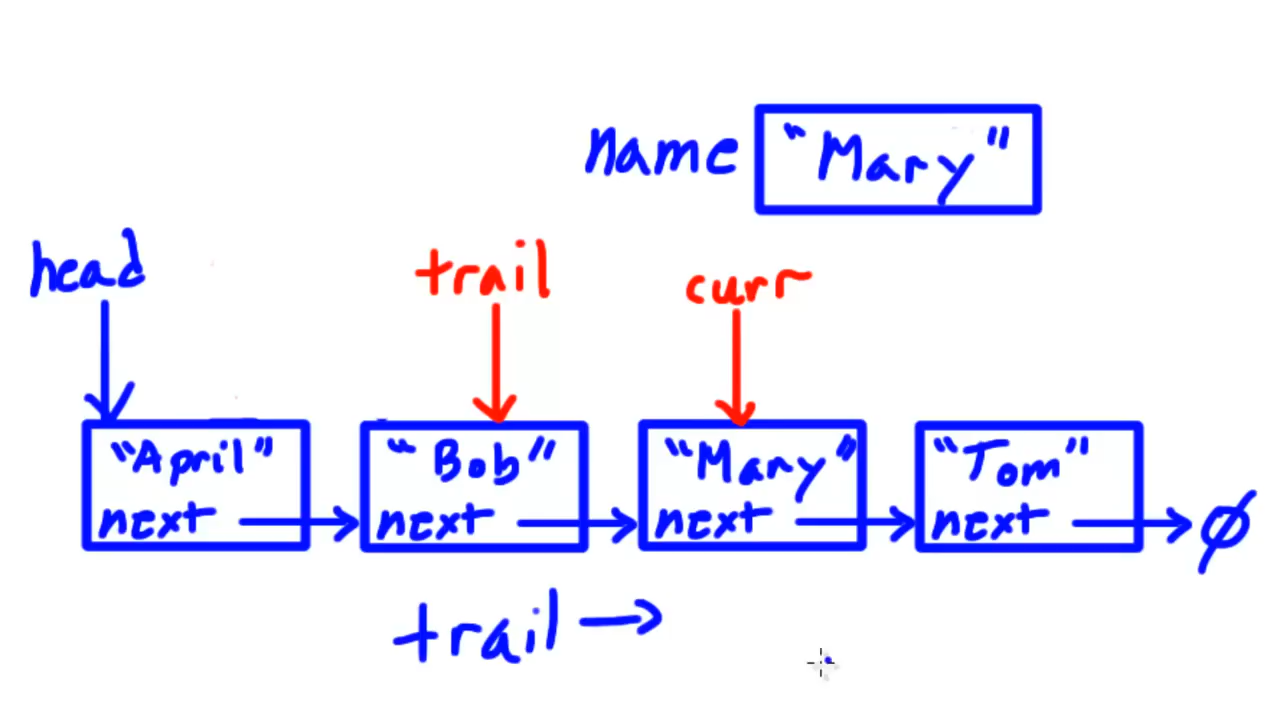 name "Mary"
head trail curr
"April" "Bob" "Mary" "Tom"
next → next → next → next → ∅
trail →